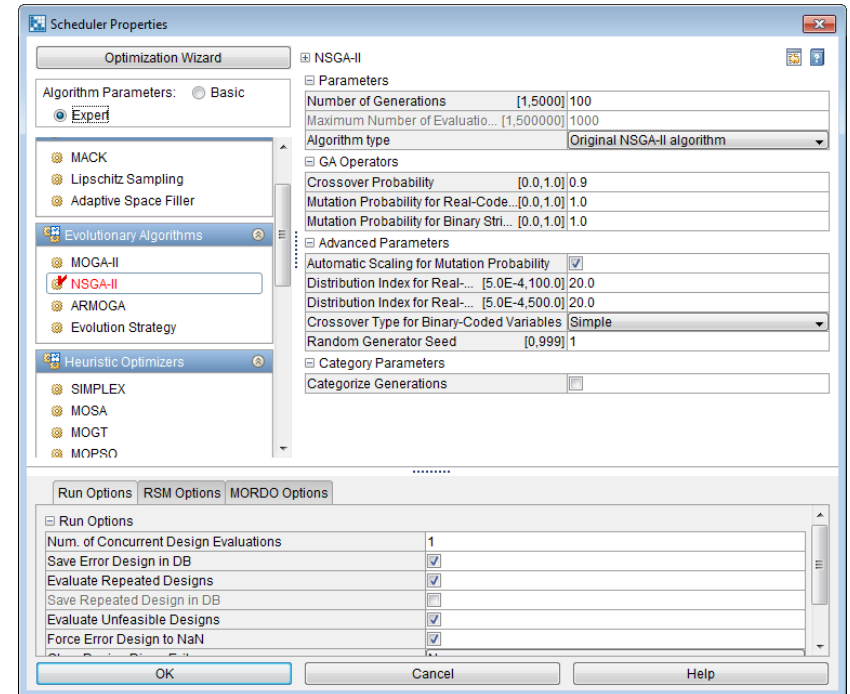 Scheduler Properties
Optimization Wizard
Algorithm Parameters: Basic
Expert
MACK
Lipschitz Sampling
Adaptive Space Filler
Evolutionary Algorithms
MOGA-II
NSGA-II
ARMOGA
Evolution Strategy
Heuristic Optimizers
SIMPLEX
MOSA
MOGT
MOPSO
NSGA-II
Parameters
Number of Generations [1,5000] 100
Maximum Number of Evaluatio... [1,500000] 1000
Algorithm type Original NSGA-II algorithm
GA Operators
Crossover Probability [0.0,1.0] 0.9
Mutation Probability for Real-Code...[0.0,1.0] 1.0
Mutation Probability for Binary Stri... [0.0,1.0] 1.0
Advanced Parameters
Automatic Scaling for Mutation Probability
Distribution Index for Real-... [5.0E-4,100.0] 20.0
Distribution Index for Real-... [5.0E-4,500.0] 20.0
Crossover Type for Binary-Coded Variables Simple
Random Generator Seed [0,999] 1
Category Parameters
Categorize Generations
Run Options RSM Options MORDO Options
Run Options
Num. of Concurrent Design Evaluations 1
Save Error Design in DB
Evaluate Repeated Designs
Save Repeated Design in DB
Evaluate Unfeasible Designs
Force Error Design to NaN
OK Cancel Help